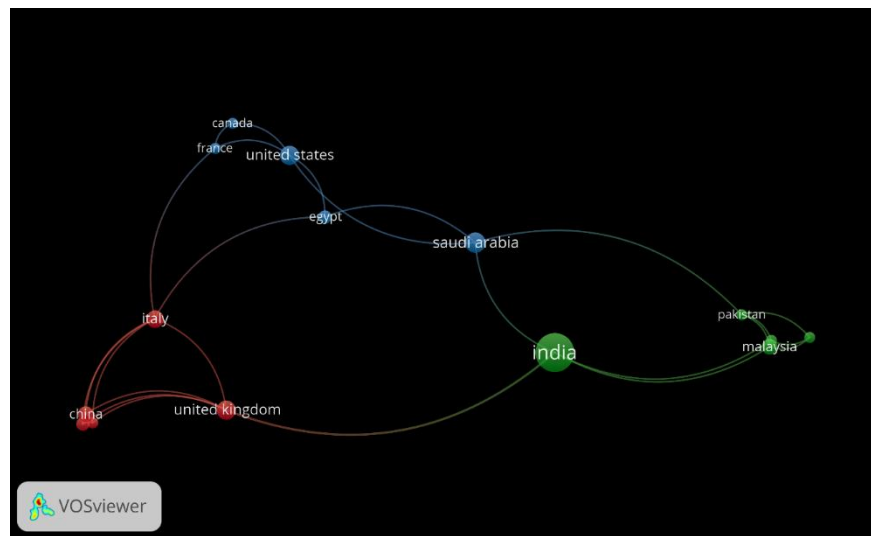 canada
france
united states
egypt
saudi arabia
italy
pakistan
malaysia
india
china
united kingdom
VOSviewer